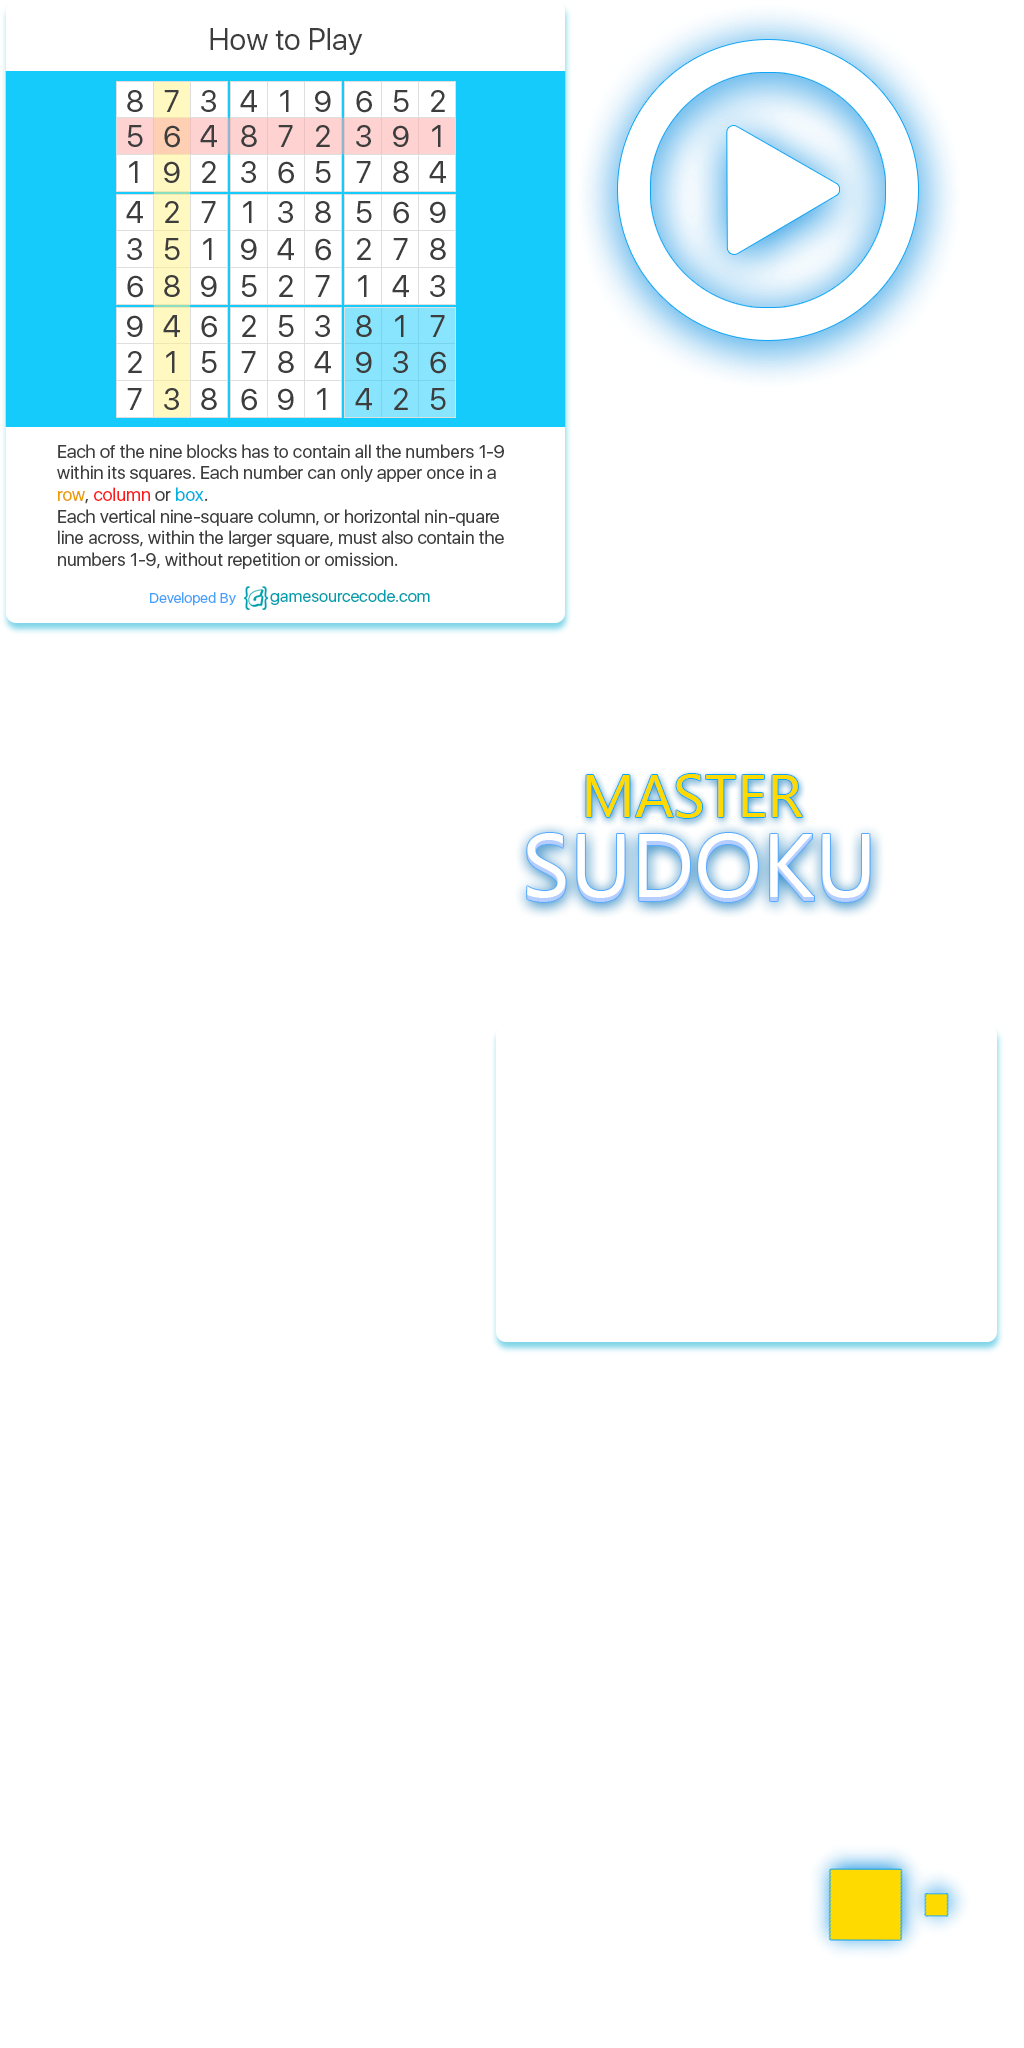 How to Play
8 7 3 4 1 9 6 5 2
5 6 4 8 7 2 3 9 1
1 9 2 3 6 5 7 8 4
4 2 7 1 3 8 5 6 9
3 5 1 9 4 6 2 7 8
6 8 9 5 2 7 1 4 3
9 4 6 2 5 3 8 1 7
2 1 5 7 8 4 9 3 6
7 3 8 6 9 1 4 2 5
Each of the nine blocks has to contain all the numbers 1-9
within its squares. Each number can only apper once in a
row, column or box.
Each vertical nine-square column, or horizontal nin-quare
line across, within the larger square, must also contain the
numbers 1-9, without repetition or omission.
Developed By gamesourcecode.com
MASTER
SUDOKU